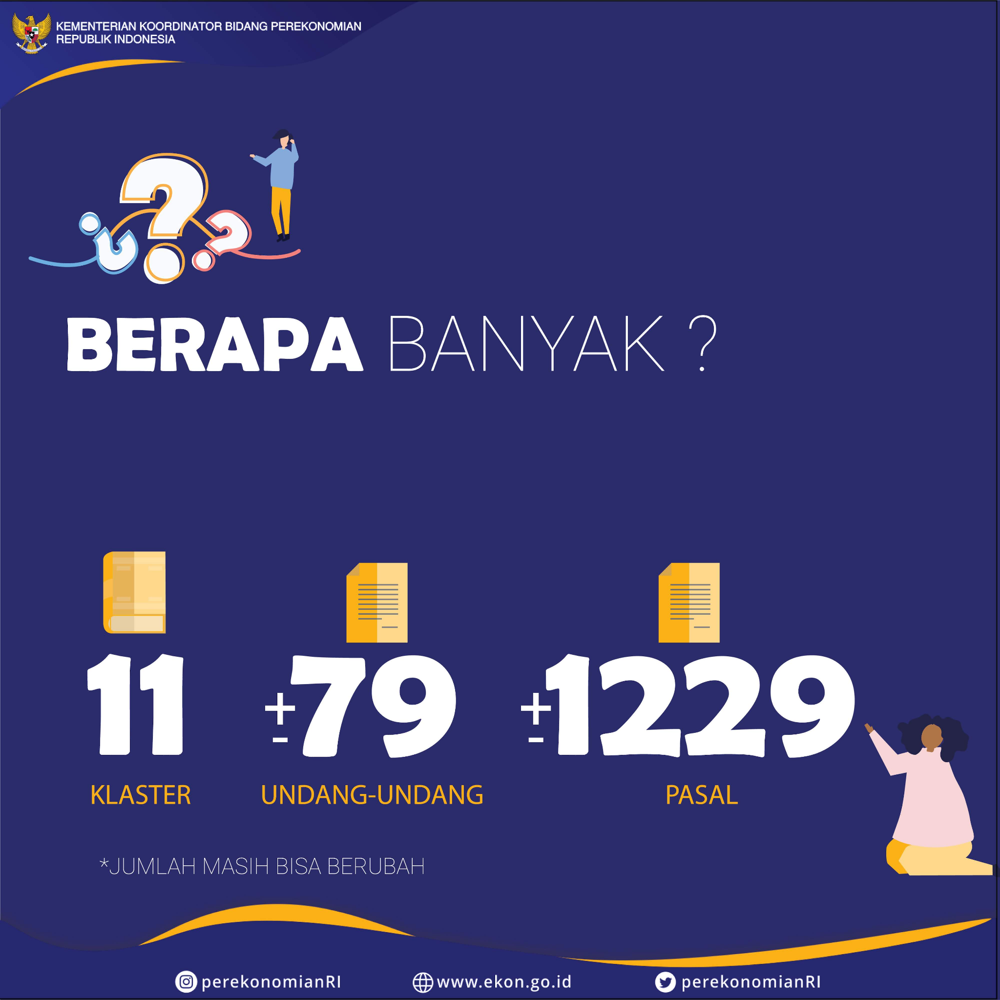 KEMENTERIAN KOORDINATOR BIDANG PEREKONOMIAN
REPUBLIK INDONESIA
BERAPA BANYAK ?
11
KLASTER
±79
UNDANG-UNDANG
±1229
PASAL
*JUMLAH MASIH BISA BERUBAH
perekonomianRI
www.ekon.go.id
perekonomianRI